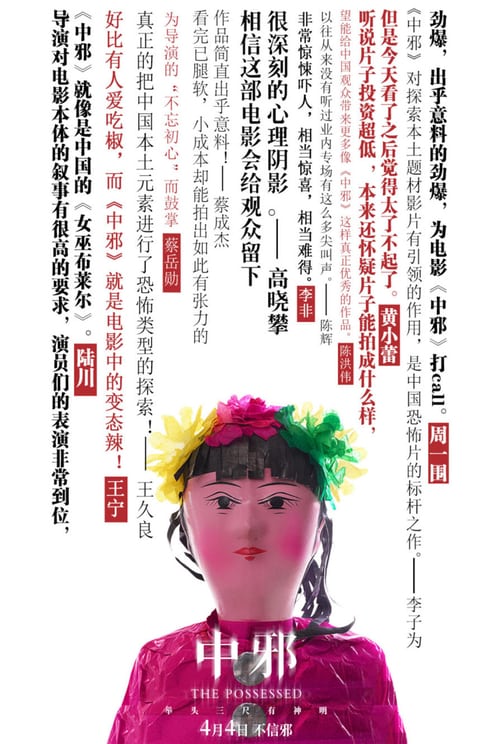 导演对电影本体的叙事有很高的要求，演员们的表演非常到位，
《中邪》就像是中国的《女巫布莱尔》。陆川
好比有人爱吃椒，而《中邪》就是电影中的变态辣！王宁
真正的把中国本土元素进行了恐怖类型的探索！——王久良
为导演的“不忘初心”而鼓掌 蔡岳勋
看完已腿软，小成本却能拍出如此有张力的
作品简直出乎意料！——蔡成杰
相信这部电影会给观众留下
很深刻的心理阴影。——高晓攀
非常惊悚吓人，相当惊喜，相当难得。李非
以往从来没有听过业内专场有这么多尖叫声。——陈辉
望能给中国观众带来更多像《中邪》这样真正优秀的作品。陈洪伟
听说片子投资超低，本来还怀疑片子能拍成什么样，
但是今天看了之后觉得太了不起了。黄小蕾
《中邪》对探索本土题材影片有引领的作用，是中国恐怖片的标杆之作。——李子为
劲爆，出乎意料的劲爆，为电影《中邪》打call。周一围
中邪
THE POSSESSED
举头三尺有神明
4月4日 不信邪